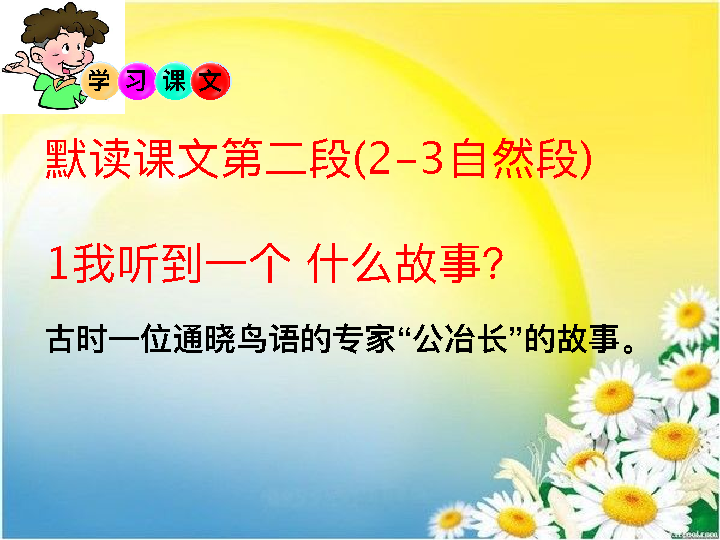 学习课文
默读课文第二段(2-3自然段)
1我听到一个 什么故事?
古时一位通晓鸟语的专家“公冶长”的故事。